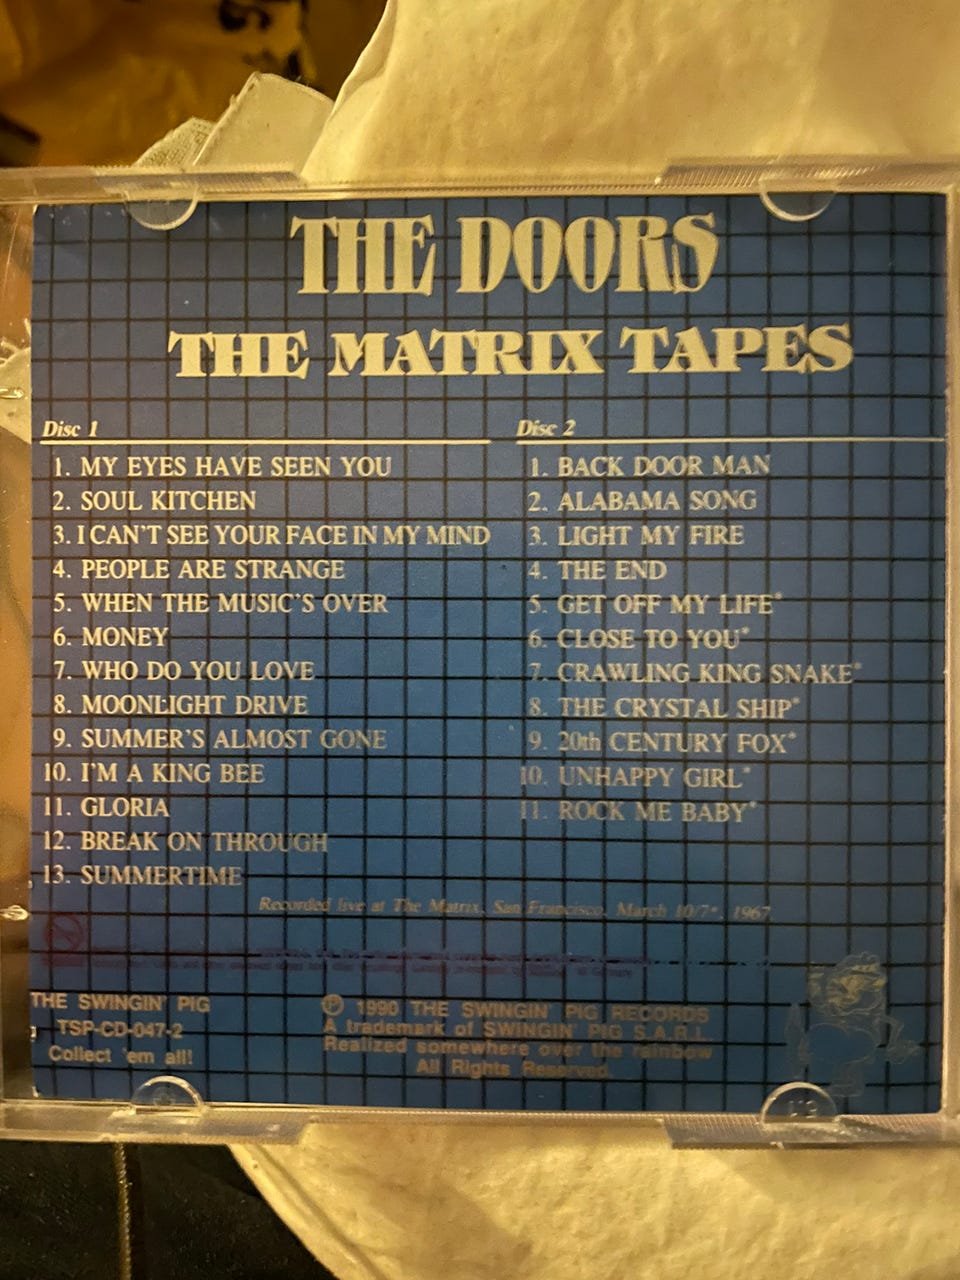 THE DOORS
THE MATRIX TAPES
Disc 1
1. MY EYES HAVE SEEN YOU
2. SOUL KITCHEN
3. I CAN'T SEE YOUR FACE IN MY MIND
4. PEOPLE ARE STRANGE
5. WHEN THE MUSIC'S OVER
6. MONEY
7. WHO DO YOU LOVE
8. MOONLIGHT DRIVE
9. SUMMER'S ALMOST GONE
10. I'M A KING BEE
11. GLORIA
12. BREAK ON THROUGH
13. SUMMERTIME
Disc 2
1. BACK DOOR MAN
2. ALABAMA SONG
3. LIGHT MY FIRE
4. THE END
5. GET OFF MY LIFE*
6. CLOSE TO YOU*
7. CRAWLING KING SNAKE*
8. THE CRYSTAL SHIP*
9. 20th CENTURY FOX*
10. UNHAPPY GIRL*
11. ROCK ME BABY*
Recorded live at The Matrix, San Francisco, March 10/7*, 1967
THE SWINGIN' PIG
TSP-CD-047-2
Collect 'em all!
℗ 1990 THE SWINGIN' PIG RECORDS
A trademark of SWINGIN' PIG S.A.R.L.
Realized somewhere over the rainbow
All Rights Reserved.